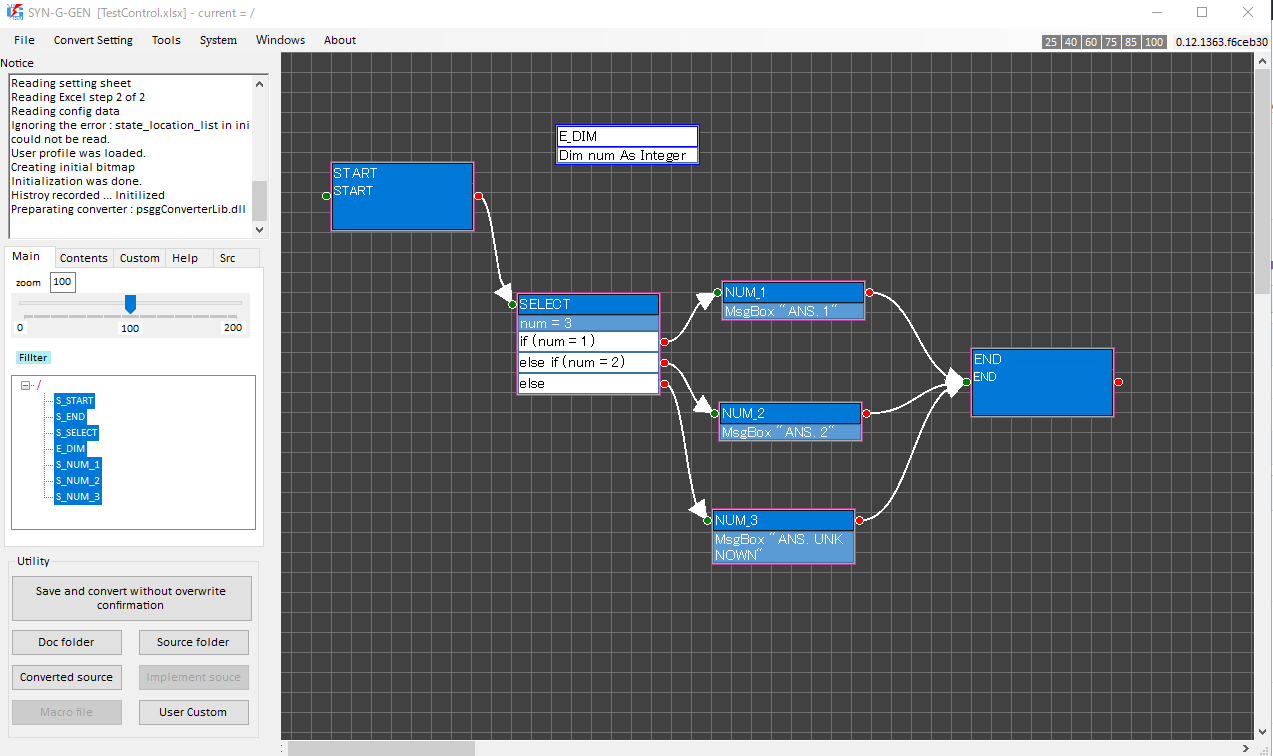 SYN-G-GEN  [TestControl.xlsx] - current = /
File Convert Setting Tools System Windows About
25 40 60 75 85 100 0.12.1363.f6ceb30
Notice
Reading setting sheet
Reading Excel step 2 of 2
Reading config data
Ignoring the error : state_location_list in ini
could not be read.
User profile was loaded.
Creating initial bitmap
Initialization was done.
Histroy recorded ... Initilized
Preparating converter : psggConverterLib.dll
Main Contents Custom Help Src
zoom 100
0 100 200
Fillter
/
S_START
S_END
S_SELECT
E_DIM
S_NUM_1
S_NUM_2
S_NUM_3
Utility
Save and convert without overwrite
confirmation
Doc folder Source folder
Converted source Implement souce
Macro file User Custom
E_DIM
Dim num As Integer
START
START
SELECT
num = 3
if (num = 1)
else if (num = 2)
else
NUM_1
MsgBox "ANS. 1"
NUM_2
MsgBox "ANS. 2"
NUM_3
MsgBox "ANS. UNK
NOWN"
END
END